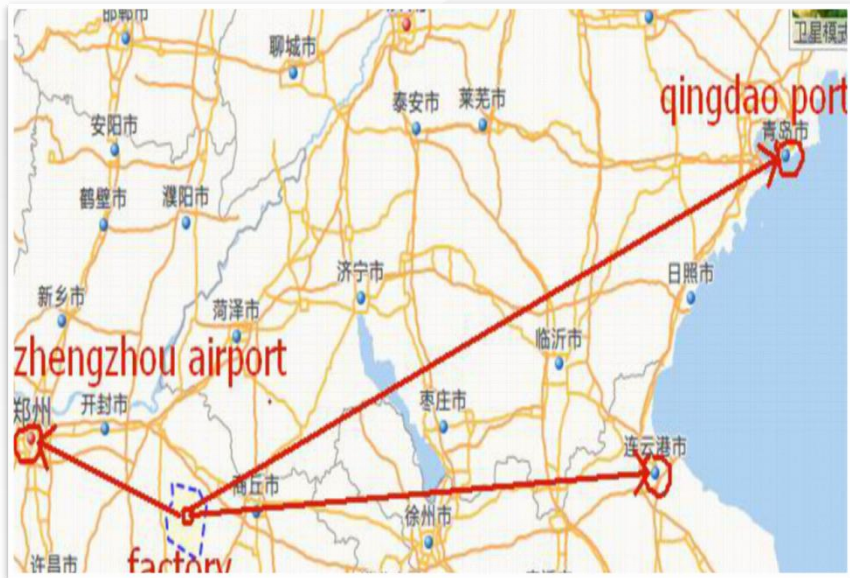 邯郸市
卫星模式
聊城市
qingdao port
泰安市
莱芜市
青岛市
安阳市
鹤壁市
濮阳市
济宁市
日照市
新乡市
菏泽市
临沂市
zhengzhou airport
郑州
开封市
枣庄市
连云港市
商丘市
徐州市
factory
许昌市